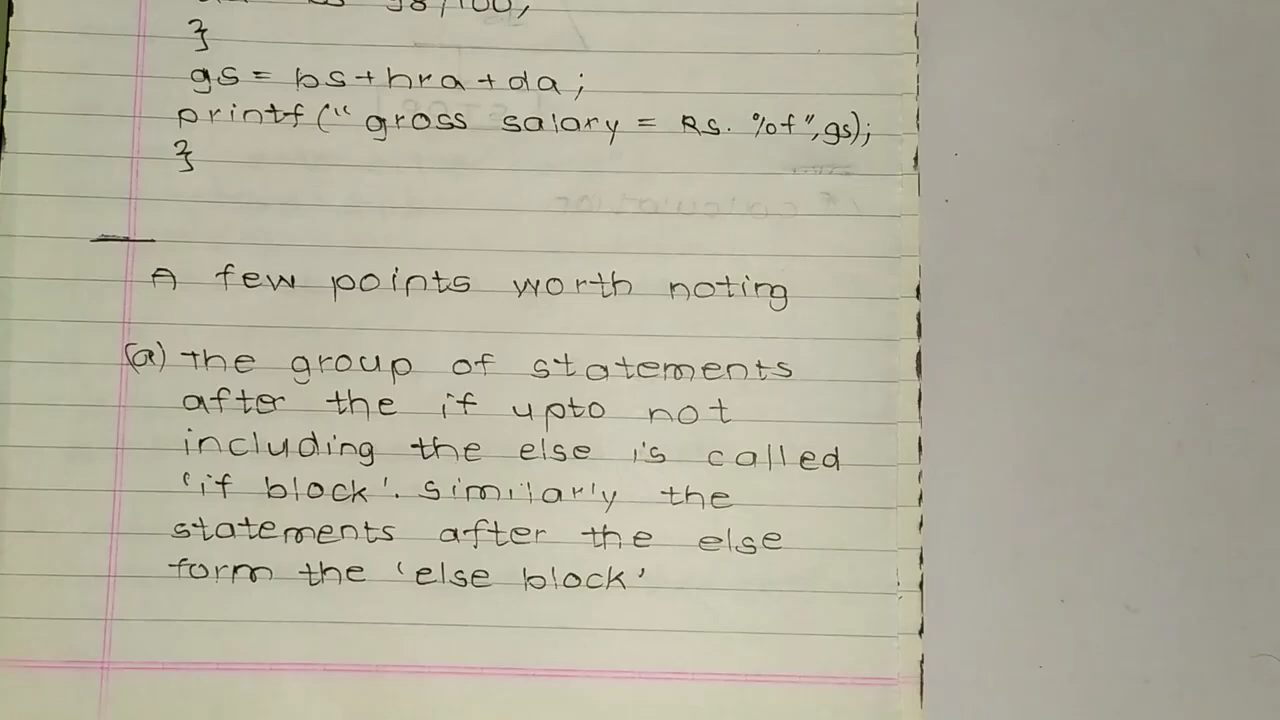 98/100;
}
gs = bs+hra+da;
printf("gross salary = Rs. %f",gs);
}
A few points worth noting
(a) the group of statements
after the if upto not
including the else is called
'if block'. similarly the
statements after the else
form the 'else block'